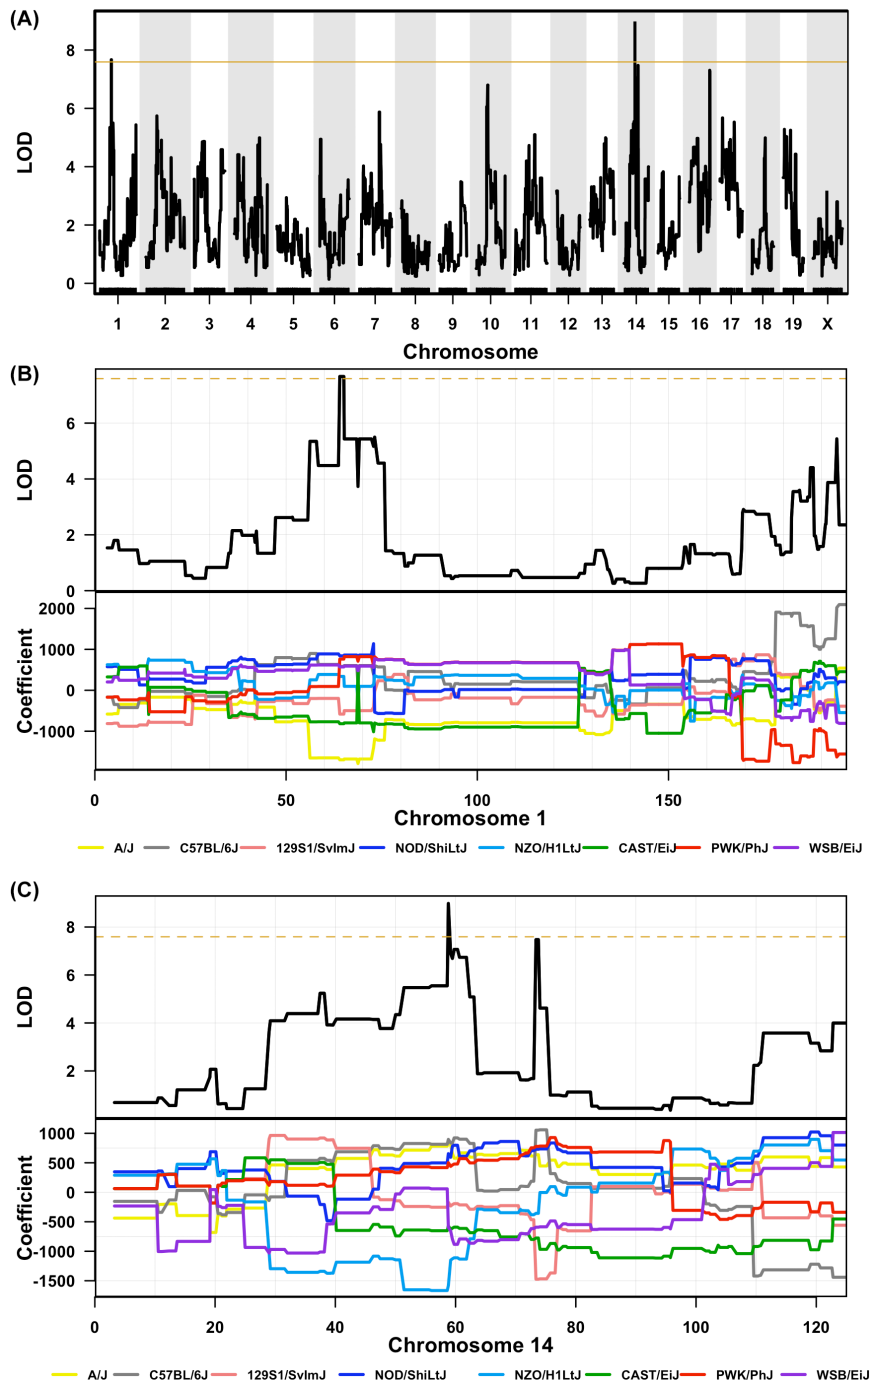 (A)
LOD
8
6
4
2
0
1 2 3 4 5 6 7 8 9 10 11 12 13 14 15 16 17 18 19 X
Chromosome
(B)
LOD
6
4
2
0
Coefficient
2000
1000
0
-1000
0 50 100 150
Chromosome 1
A/J C57BL/6J 129S1/SvImJ NOD/ShiLtJ NZO/H1LtJ CAST/EiJ PWK/PhJ WSB/EiJ
(C)
LOD
8
6
4
2
Coefficient
1000
500
0
-500
-1000
-1500
0 20 40 60 80 100 120
Chromosome 14
A/J C57BL/6J 129S1/SvImJ NOD/ShiLtJ NZO/H1LtJ CAST/EiJ PWK/PhJ WSB/EiJ